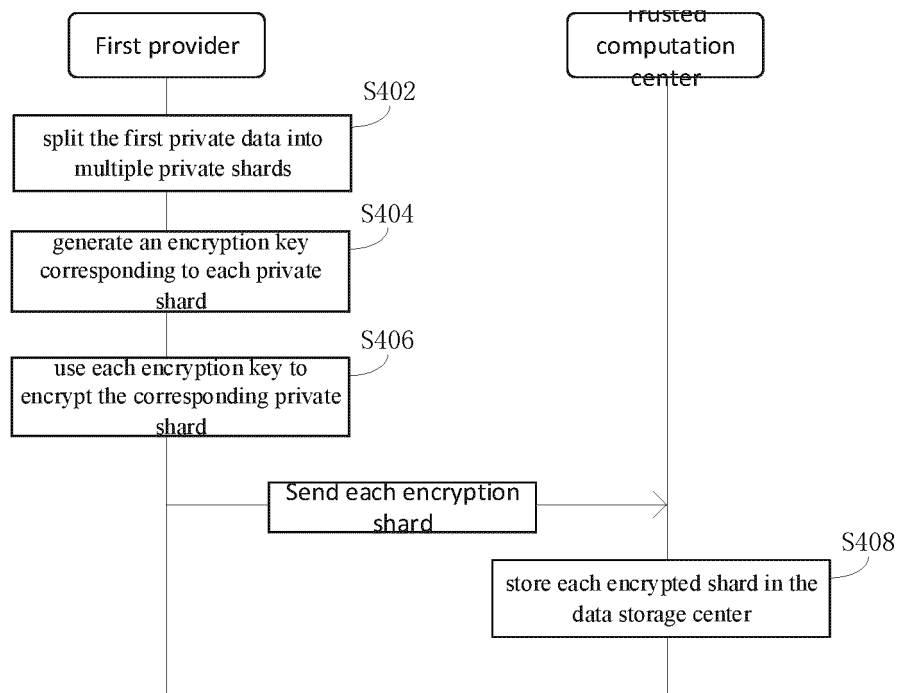 First provider
Trusted
computation
center
S402
split the first private data into
multiple private shards
S404
generate an encryption key
corresponding to each private
shard
S406
use each encryption key to
encrypt the corresponding private
shard
Send each encryption
shard
S408
store each encrypted shard in the
data storage center